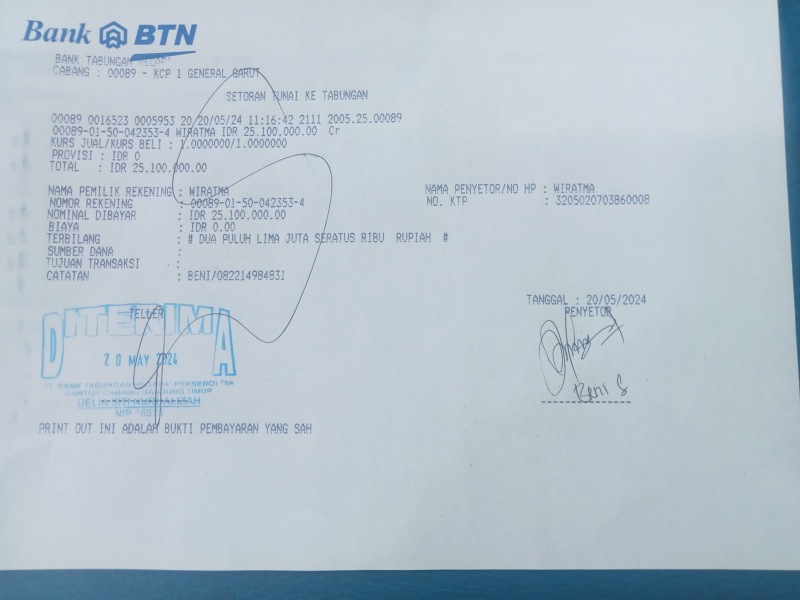 Bank BTN
BANK TABUNGAN NEGARA
CABANG : 00089 - KCP 1 GENERAL GARUT
SETORAN TUNAI KE TABUNGAN
00089 0016523 0005953 20/20/05/24 11:16:42 2111 2005.25.00089
00089-01-50-042353-4 WIRATMA IDR 25.100.000.00 Cr
KURS JUAL/KURS BELI : 1.0000000/1.0000000
PROVISI : IDR 0
TOTAL : IDR 25.100.000.00
NAMA PEMILIK REKENING : WIRATMA
NOMOR REKENING : 00089-01-50-042353-4
NOMINAL DIBAYAR : IDR 25.100.000.00
BIAYA : IDR 0.00
TERBILANG : # DUA PULUH LIMA JUTA SERATUS RIBU RUPIAH #
SUMBER DANA :
TUJUAN TRANSAKSI :
CATATAN : BENI/082214984831
NAMA PENYETOR/NO HP : WIRATMA
NO. KTP : 3205020703860008
TELLER
DITERIMA
20 MAY 2024
PT. BANK TABUNGAN NEGARA (PERSERO) Tbk
KANTOR CABANG BANDUNG TIMUR
NIP
TANGGAL : 20/05/2024
PENYETOR
Beni S
PRINT OUT INI ADALAH BUKTI PEMBAYARAN YANG SAH